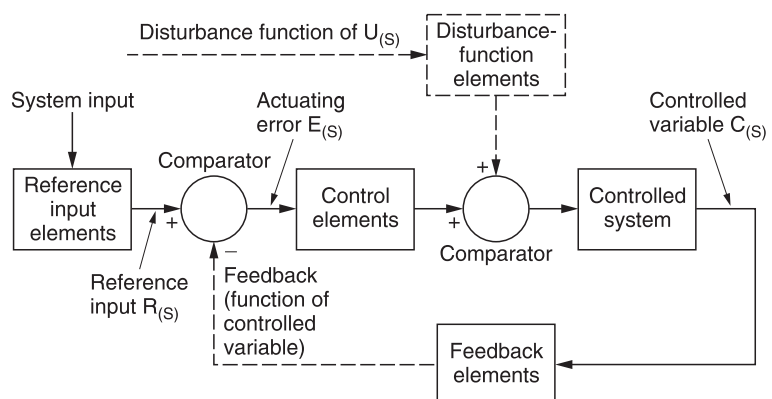 Disturbance function of U(S)
Disturbance-
function
elements
System input
Actuating
error E(S)
Controlled
variable C(S)
Comparator
Reference
input
elements
+
Control
elements
+
+
Controlled
system
Comparator
–
Reference
input R(S)
Feedback
(function of
controlled
variable)
Feedback
elements